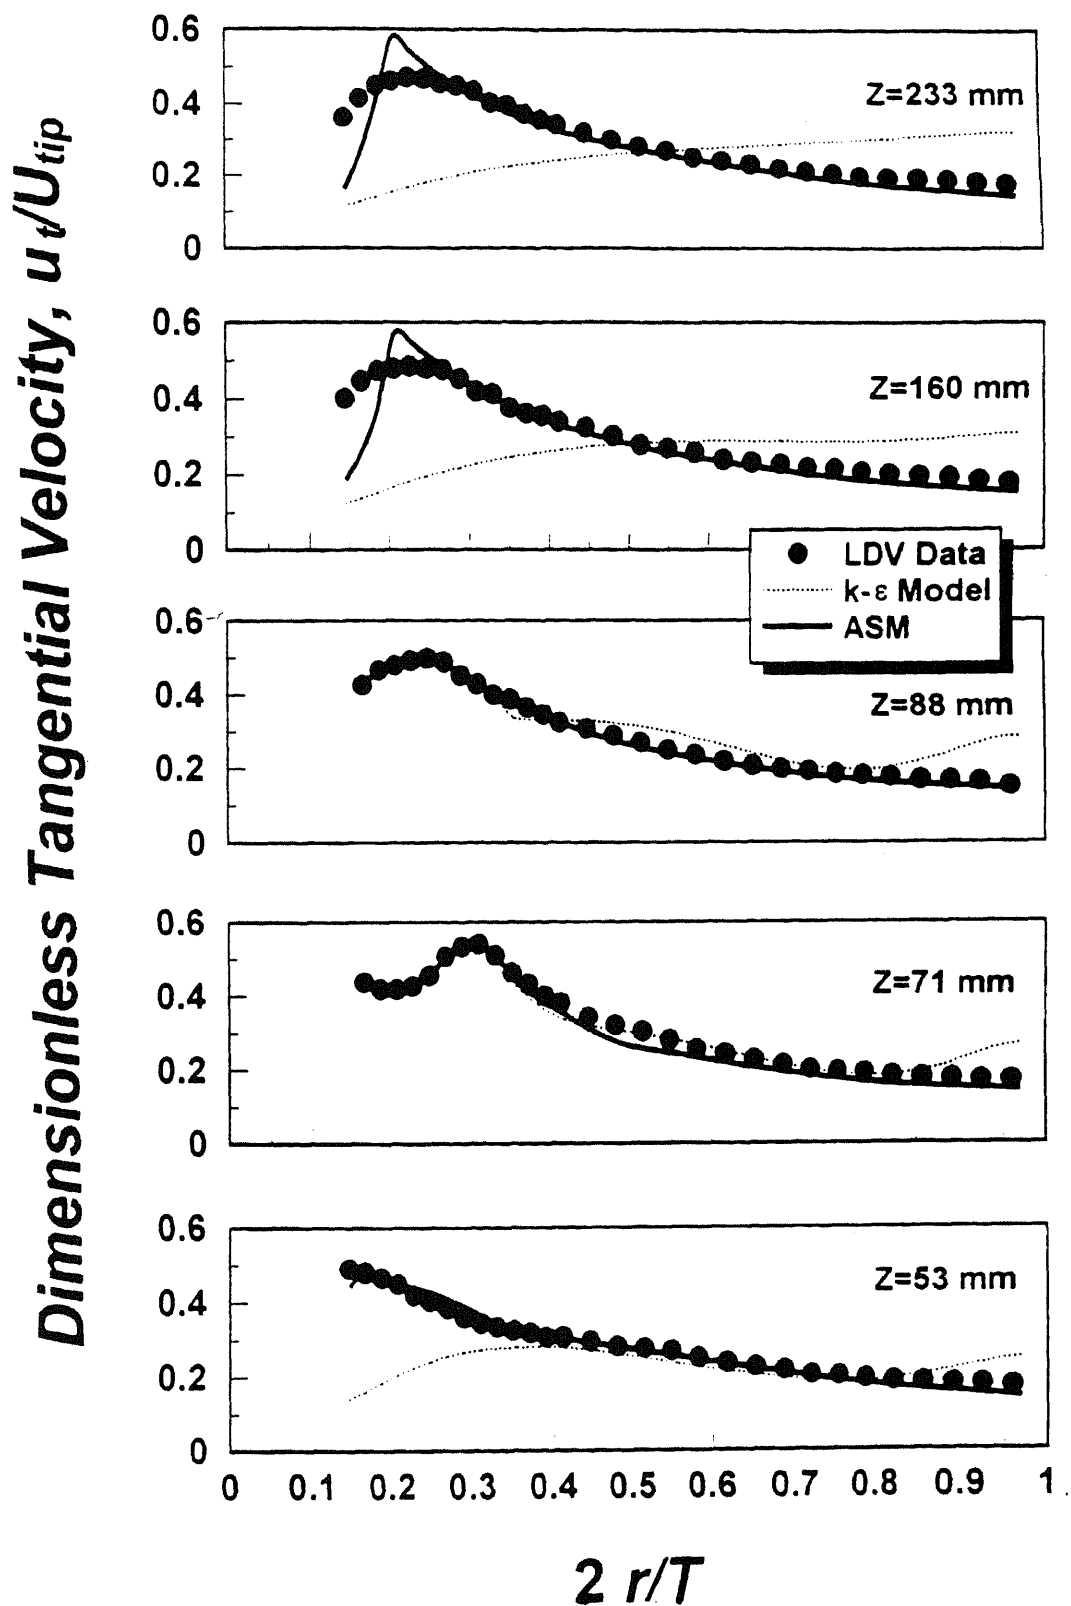 Dimensionless Tangential Velocity, u t/U tip
0.6
0.4
0.2
0
Z=233 mm
0.6
0.4
0.2
0
Z=160 mm
LDV Data
k-ε Model
ASM
0.6
0.4
0.2
0
Z=88 mm
0.6
0.4
0.2
0
Z=71 mm
0.6
0.4
0.2
0
Z=53 mm
0 0.1 0.2 0.3 0.4 0.5 0.6 0.7 0.8 0.9 1
2 r/T